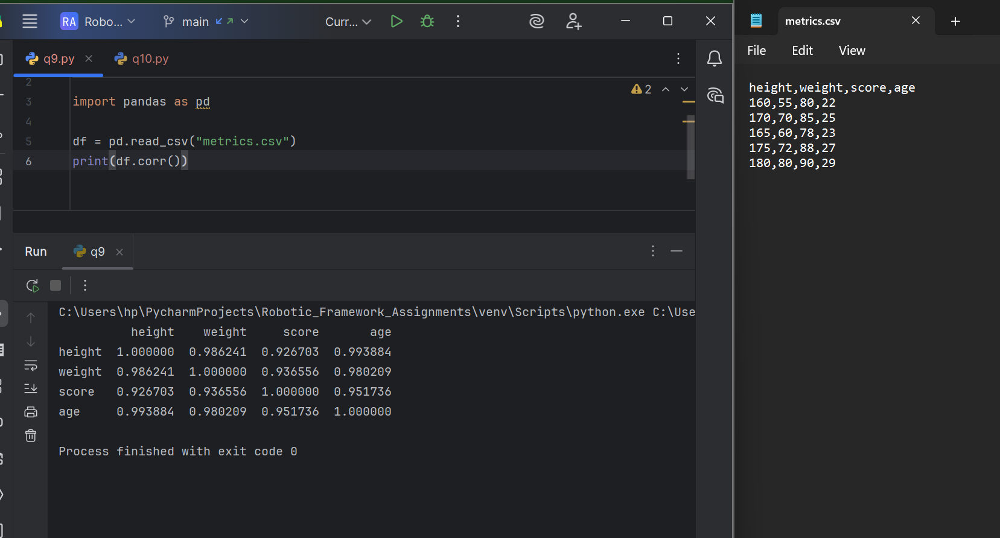 RA Robo... main Curr...
q9.py q10.py
2
2
3 import pandas as pd
4
5 df = pd.read_csv("metrics.csv")
6 print(df.corr())
Run q9
C:\Users\hp\PycharmProjects\Robotic_Framework_Assignments\venv\Scripts\python.exe C:\Use
height weight score age
height 1.000000 0.986241 0.926703 0.993884
weight 0.986241 1.000000 0.936556 0.980209
score 0.926703 0.936556 1.000000 0.951736
age 0.993884 0.980209 0.951736 1.000000
Process finished with exit code 0
metrics.csv
File Edit View
height,weight,score,age
160,55,80,22
170,70,85,25
165,60,78,23
175,72,88,27
180,80,90,29